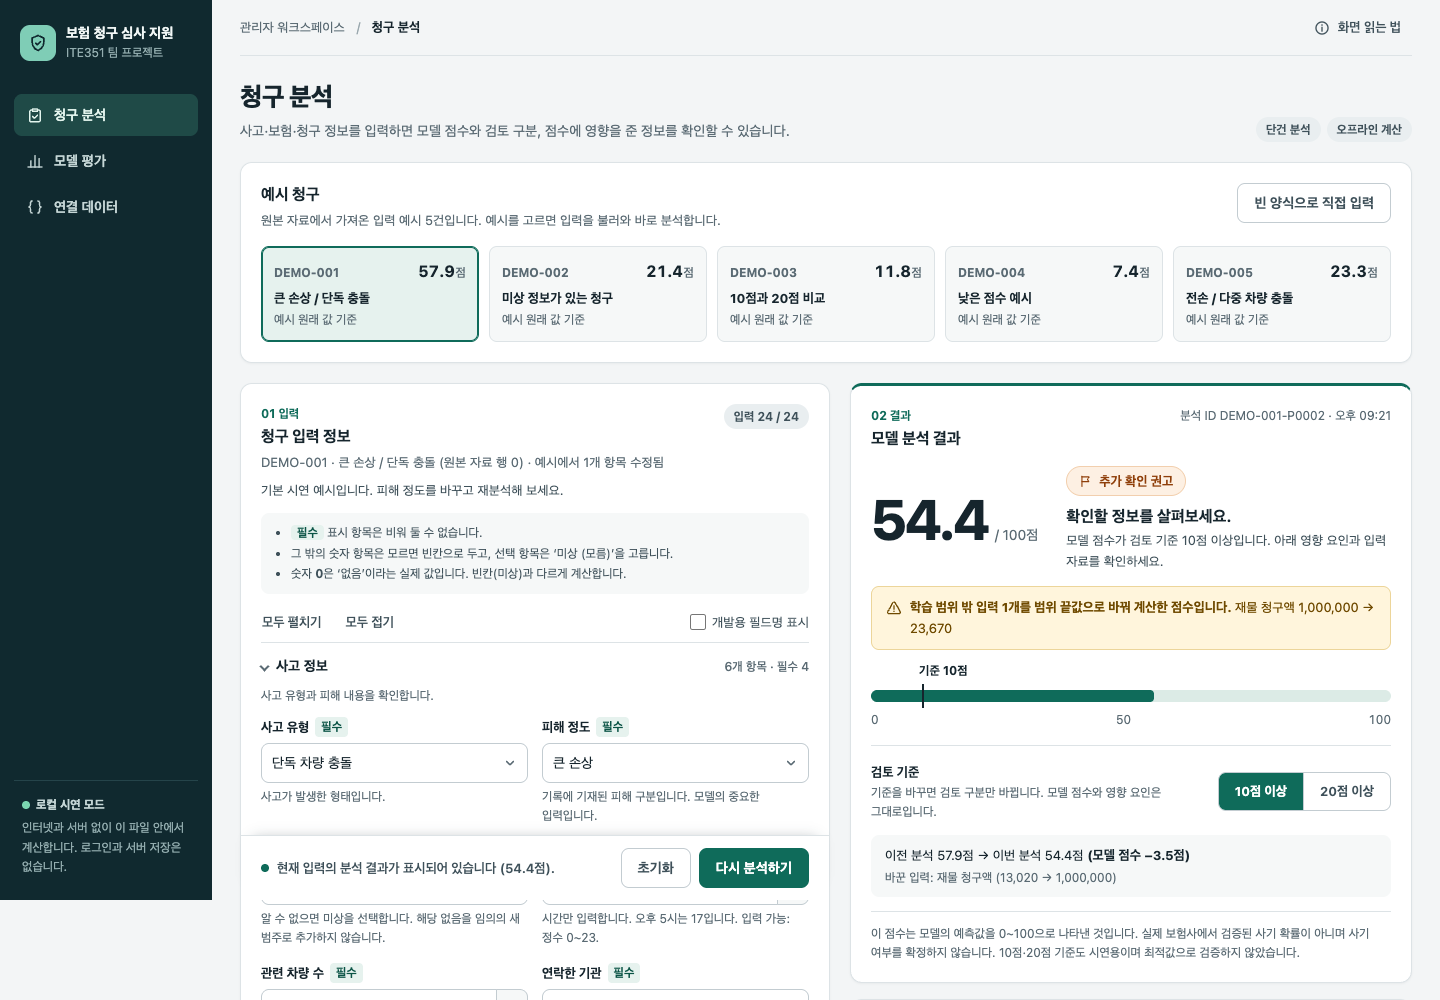 보험 청구 심사 지원
ITE351 팀 프로젝트
청구 분석
모델 평가
연결 데이터
로컬 시연 모드
인터넷과 서버 없이 이 파일 안에서
계산합니다. 로그인과 서버 저장은
없습니다.
관리자 워크스페이스 / 청구 분석
화면 읽는 법
청구 분석
사고·보험·청구 정보를 입력하면 모델 점수와 검토 구분, 점수에 영향을 준 정보를 확인할 수 있습니다.
단건 분석
오프라인 계산
예시 청구
원본 자료에서 가져온 입력 예시 5건입니다. 예시를 고르면 입력을 불러와 바로 분석합니다.
빈 양식으로 직접 입력
DEMO-001 57.9점
큰 손상 / 단독 충돌
예시 원래 값 기준
DEMO-002 21.4점
미상 정보가 있는 청구
예시 원래 값 기준
DEMO-003 11.8점
10점과 20점 비교
예시 원래 값 기준
DEMO-004 7.4점
낮은 점수 예시
예시 원래 값 기준
DEMO-005 23.3점
전손 / 다중 차량 충돌
예시 원래 값 기준
01 입력
청구 입력 정보
입력 24 / 24
DEMO-001 · 큰 손상 / 단독 충돌 (원본 자료 행 0) · 예시에서 1개 항목 수정됨
기본 시연 예시입니다. 피해 정도를 바꾸고 재분석해 보세요.
• 필수 표시 항목은 비워 둘 수 없습니다.
• 그 밖의 숫자 항목은 모르면 빈칸으로 두고, 선택 항목은 ‘미상 (모름)’을 고릅니다.
• 숫자 0은 ‘없음’이라는 실제 값입니다. 빈칸(미상)과 다르게 계산합니다.
모두 펼치기 모두 접기
개발용 필드명 표시
사고 정보
6개 항목 · 필수 4
사고 유형과 피해 내용을 확인합니다.
사고 유형 필수
단독 차량 충돌
사고가 발생한 형태입니다.
피해 정도 필수
큰 손상
기록에 기재된 피해 구분입니다. 모델의 중요한
입력입니다.
현재 입력의 분석 결과가 표시되어 있습니다 (54.4점).
초기화
다시 분석하기
알 수 없으면 미상을 선택합니다. 해당 없음을 임의의 새
범주로 추가하지 않습니다.
시간만 입력합니다. 오후 5시는 17입니다. 입력 가능:
정수 0~23.
관련 차량 수 필수
연락한 기관 필수
02 결과
모델 분석 결과
분석 ID DEMO-001-P0002 · 오후 09:21
54.4 / 100점
추가 확인 권고
확인할 정보를 살펴보세요.
모델 점수가 검토 기준 10점 이상입니다. 아래 영향 요인과 입력
자료를 확인하세요.
학습 범위 밖 입력 1개를 범위 끝값으로 바꿔 계산한 점수입니다. 재물 청구액 1,000,000 →
23,670
기준 10점
0 50 100
검토 기준
기준을 바꾸면 검토 구분만 바뀝니다. 모델 점수와 영향 요인은
그대로입니다.
10점 이상
20점 이상
이전 분석 57.9점 → 이번 분석 54.4점 (모델 점수 −3.5점)
바꾼 입력: 재물 청구액 (13,020 → 1,000,000)
이 점수는 모델의 예측값을 0~100으로 나타낸 것입니다. 실제 보험사에서 검증된 사기 확률이 아니며 사기
여부를 확정하지 않습니다. 10점·20점 기준도 시연용이며 최적값으로 검증하지 않았습니다.